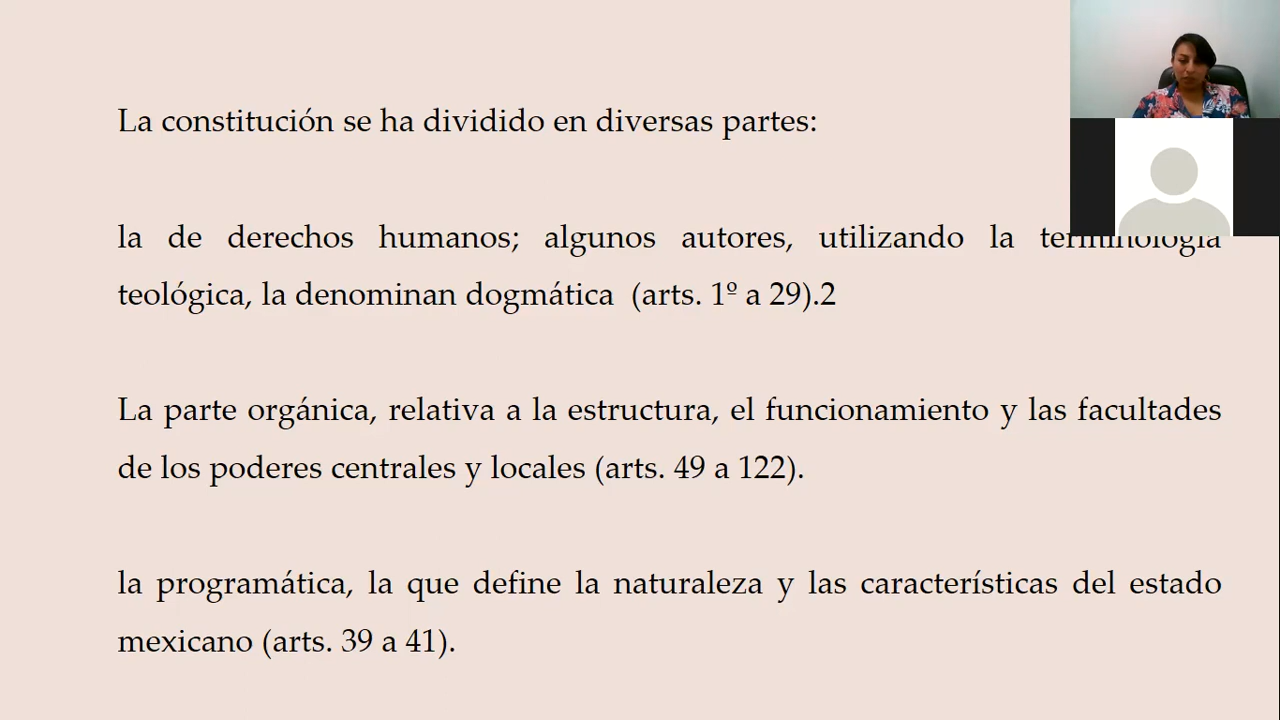 La constitución se ha dividido en diversas partes:
la de derechos humanos; algunos autores, utilizando la terminología
teológica, la denominan dogmática (arts. 1º a 29).2
La parte orgánica, relativa a la estructura, el funcionamiento y las facultades
de los poderes centrales y locales (arts. 49 a 122).
la programática, la que define la naturaleza y las características del estado
mexicano (arts. 39 a 41).